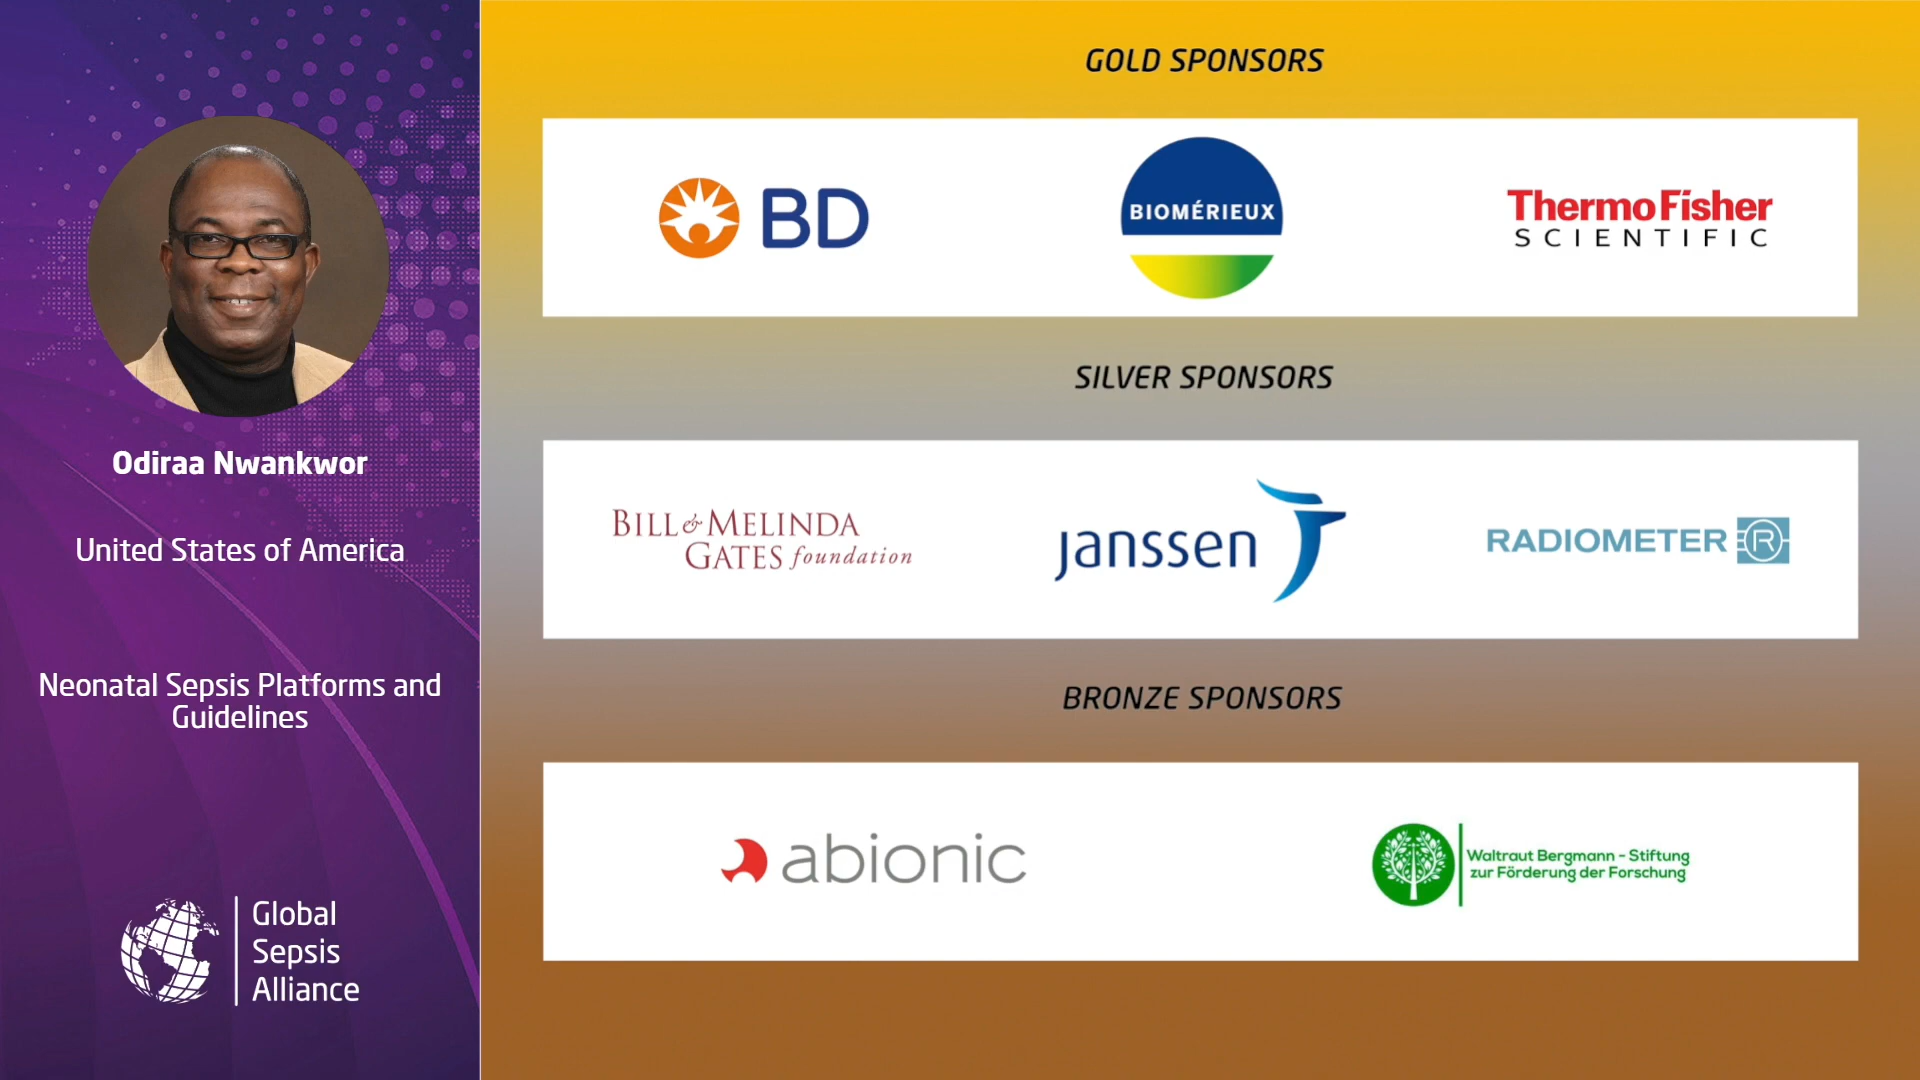 Odiraa Nwankwor
United States of America
Neonatal Sepsis Platforms and
Guidelines
Global
Sepsis
Alliance
GOLD SPONSORS
BD
BIOMÉRIEUX
ThermoFisher
SCIENTIFIC
SILVER SPONSORS
BILL & MELINDA
GATES foundation
janssen
RADIOMETER R
BRONZE SPONSORS
abionic
Waltraut Bergmann - Stiftung
zur Förderung der Forschung